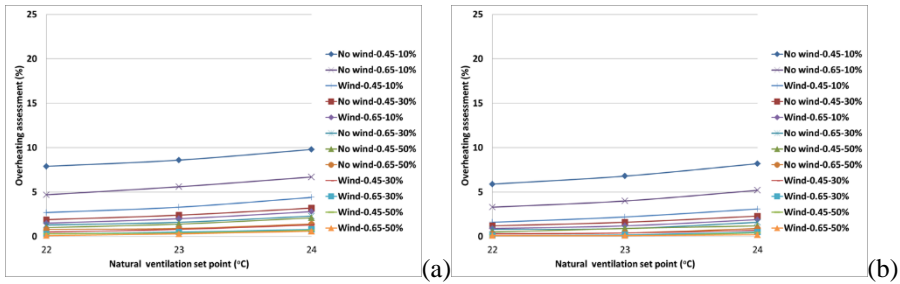 25
20
15
10
5
0
Overheating assessment (%)
22
23
24
Natural ventilation set point (°C)
No wind-0.45-10%
No wind-0.65-10%
Wind-0.45-10%
No wind-0.45-30%
Wind-0.65-10%
No wind-0.65-30%
No wind-0.45-50%
No wind-0.65-50%
Wind-0.45-30%
Wind-0.65-30%
Wind-0.45-50%
Wind-0.65-50%
(a)
25
20
15
10
5
0
Overheating assessment (%)
22
23
24
Natural ventilation set point (°C)
No wind-0.45-10%
No wind-0.65-10%
Wind-0.45-10%
No wind-0.45-30%
Wind-0.65-10%
No wind-0.65-30%
No wind-0.45-50%
No wind-0.65-50%
Wind-0.45-30%
Wind-0.65-30%
Wind-0.45-50%
Wind-0.65-50%
(b)